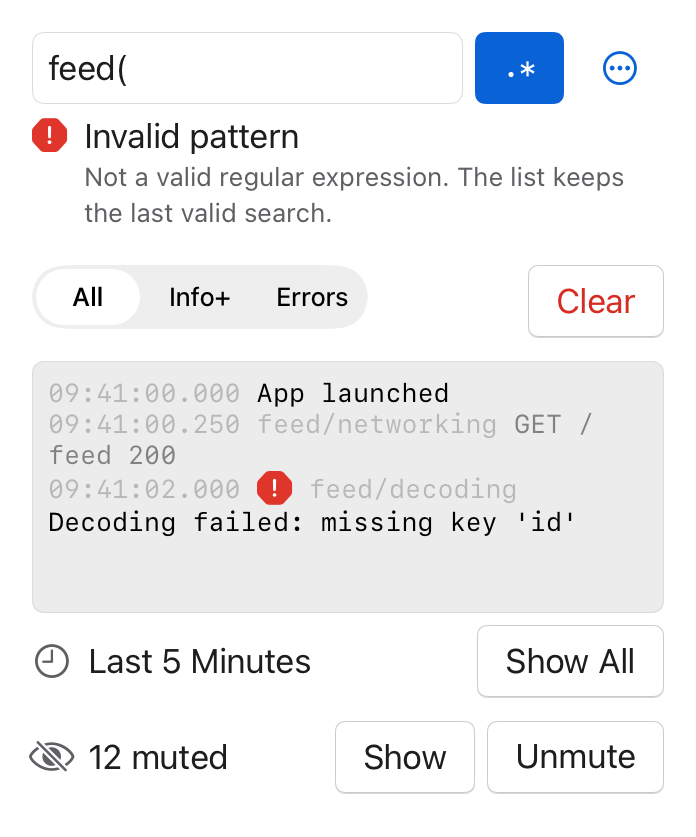 feed(
.*
Invalid pattern
Not a valid regular expression. The list keeps
the last valid search.
All Info+ Errors
Clear
09:41:00.000 App launched
09:41:00.250 feed/networking GET /
feed 200
09:41:02.000 feed/decoding
Decoding failed: missing key 'id'
Last 5 Minutes
Show All
12 muted
Show
Unmute